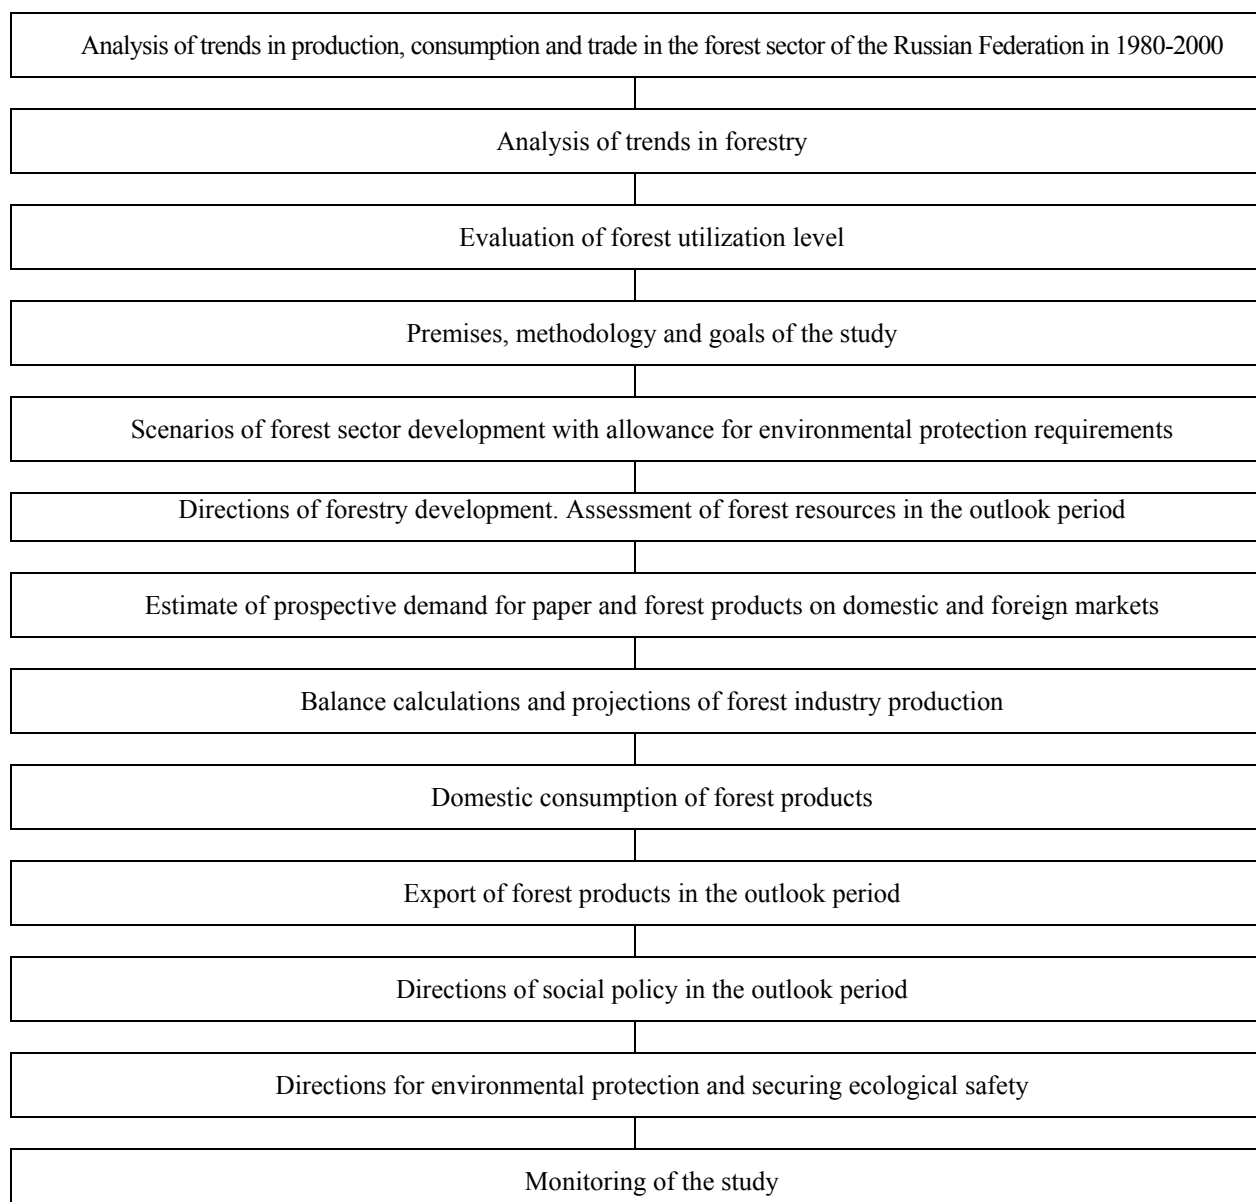 Analysis of trends in production, consumption and trade in the forest sector of the Russian Federation in 1980-2000
Analysis of trends in forestry
Evaluation of forest utilization level
Premises, methodology and goals of the study
Scenarios of forest sector development with allowance for environmental protection requirements
Directions of forestry development. Assessment of forest resources in the outlook period
Estimate of prospective demand for paper and forest products on domestic and foreign markets
Balance calculations and projections of forest industry production
Domestic consumption of forest products
Export of forest products in the outlook period
Directions of social policy in the outlook period
Directions for environmental protection and securing ecological safety
Monitoring of the study